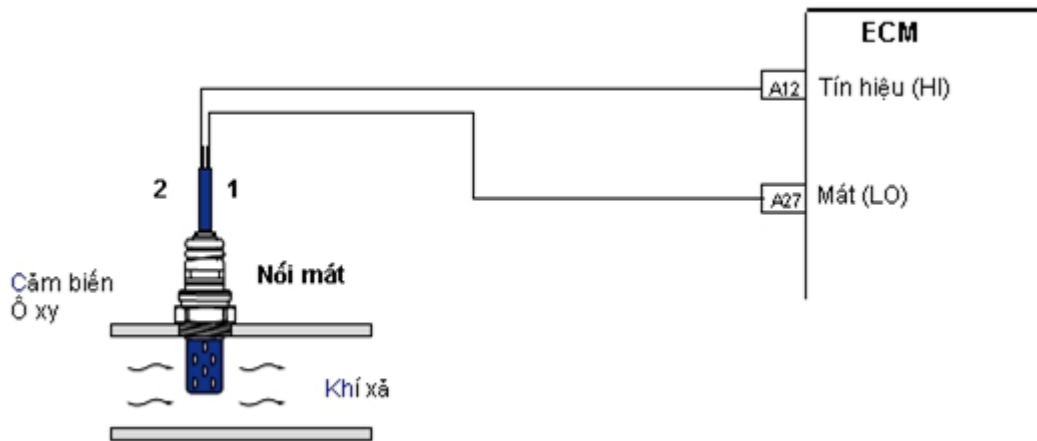 ECM
A12 Tín hiệu (HI)
2 1
A27 Mát (LO)
Nối mát
Cảm biến
Ô xy
Khí xả